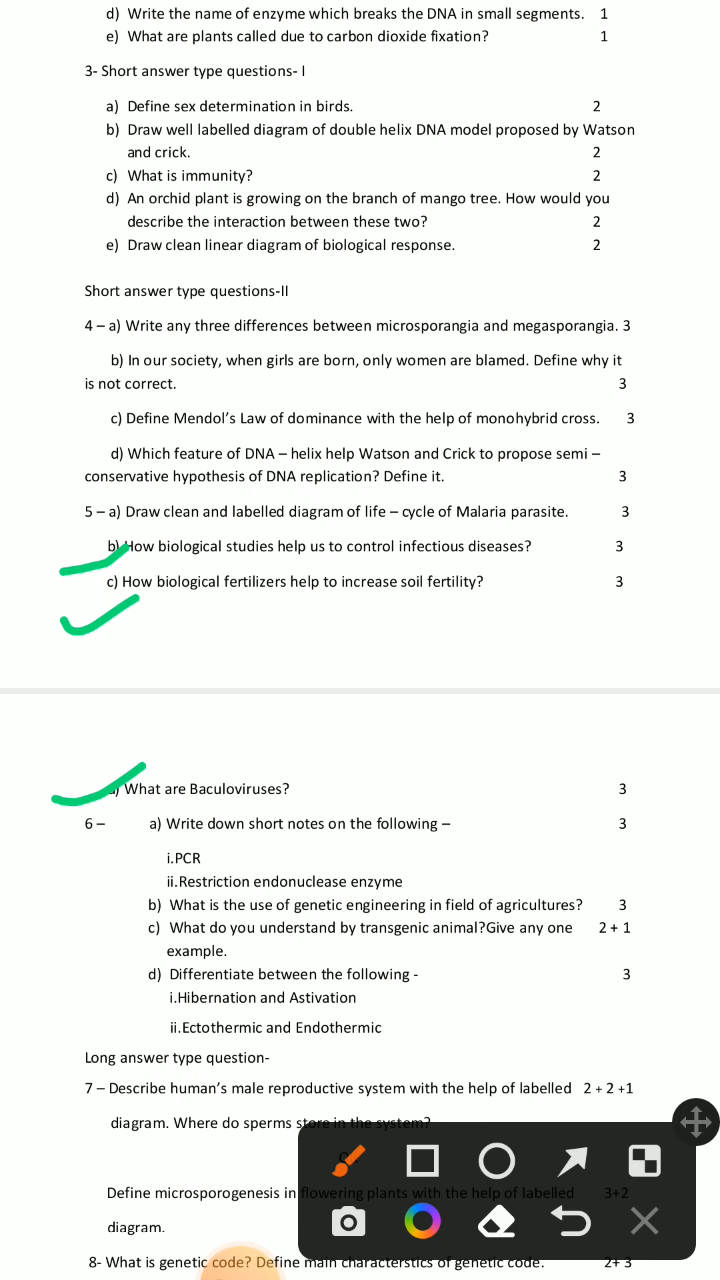 d) Write the name of enzyme which breaks the DNA in small segments. 1
e) What are plants called due to carbon dioxide fixation? 1
3- Short answer type questions- I
a) Define sex determination in birds. 2
b) Draw well labelled diagram of double helix DNA model proposed by Watson
and crick. 2
c) What is immunity? 2
d) An orchid plant is growing on the branch of mango tree. How would you
describe the interaction between these two? 2
e) Draw clean linear diagram of biological response. 2
Short answer type questions-II
4 – a) Write any three differences between microsporangia and megasporangia. 3
b) In our society, when girls are born, only women are blamed. Define why it
is not correct. 3
c) Define Mendol's Law of dominance with the help of monohybrid cross. 3
d) Which feature of DNA – helix help Watson and Crick to propose semi –
conservative hypothesis of DNA replication? Define it. 3
5 – a) Draw clean and labelled diagram of life – cycle of Malaria parasite. 3
b) How biological studies help us to control infectious diseases? 3
c) How biological fertilizers help to increase soil fertility? 3
What are Baculoviruses? 3
6 – a) Write down short notes on the following – 3
i.PCR
ii.Restriction endonuclease enzyme
b) What is the use of genetic engineering in field of agricultures? 3
c) What do you understand by transgenic animal?Give any one 2 + 1
example.
d) Differentiate between the following - 3
i.Hibernation and Astivation
ii.Ectothermic and Endothermic
Long answer type question-
7 – Describe human's male reproductive system with the help of labelled 2 + 2 +1
diagram. Where do sperms store in the system?
Define microsporogenesis in flowering plants with the help of labelled 3+2
diagram.
8- What is genetic code? Define main characterstics of genetic code. 2+ 3